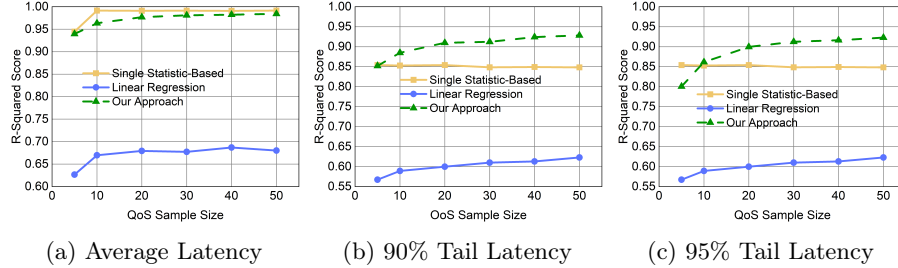 1.00
0.95
0.90
0.85
0.80
0.75
0.70
0.65
0.60
R-Squared Score
Single Statistic-Based
Linear Regression
Our Approach
0 10 20 30 40 50
QoS Sample Size
(a) Average Latency
1.00
0.95
0.90
0.85
0.80
0.75
0.70
0.65
0.60
0.55
R-Squared Score
Single Statistic-Based
Linear Regression
Our Approach
0 10 20 30 40 50
OoS Sample Size
(b) 90% Tail Latency
1.00
0.95
0.90
0.85
0.80
0.75
0.70
0.65
0.60
0.55
R-Squared Score
Single Statistic-Based
Linear Regression
Our Approach
0 10 20 30 40 50
QoS Sample Size
(c) 95% Tail Latency